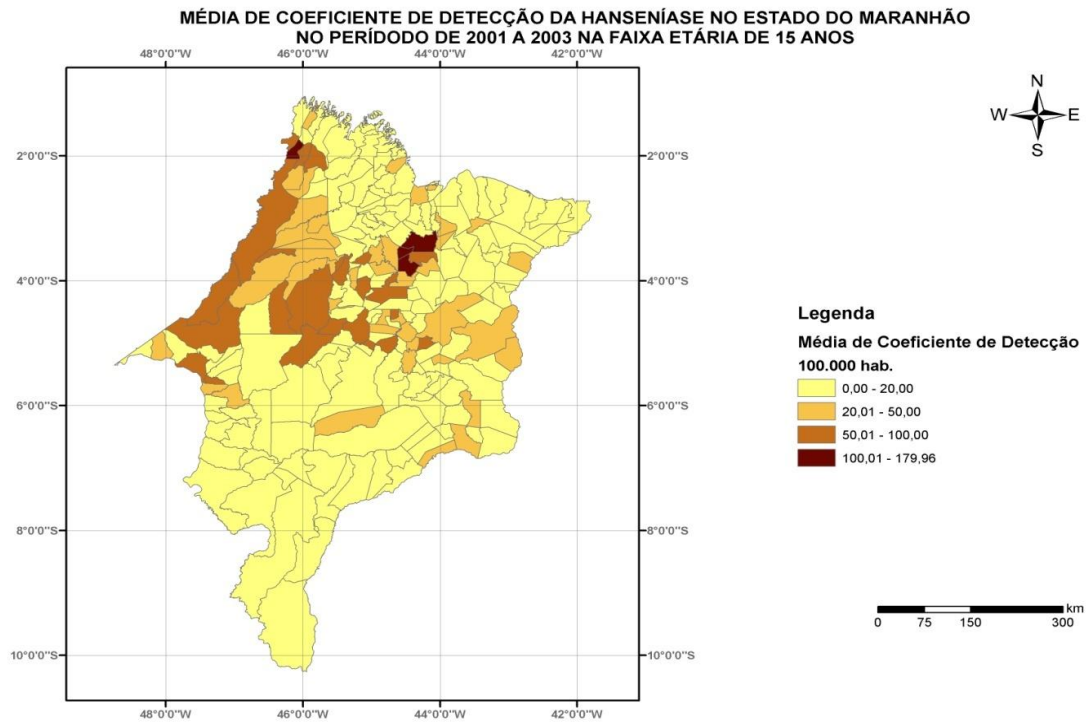 MÉDIA DE COEFICIENTE DE DETECÇÃO DA HANSENÍASE NO ESTADO DO MARANHÃO
NO PERÍDODO DE 2001 A 2003 NA FAIXA ETÁRIA DE 15 ANOS
48°0'0"W 46°0'0"W 44°0'0"W 42°0'0"W
N
W E
S
2°0'0"S 2°0'0"S
4°0'0"S 4°0'0"S
Legenda
Média de Coeficiente de Detecção
100.000 hab.
0,00 - 20,00
20,01 - 50,00
50,01 - 100,00
100,01 - 179,96
6°0'0"S 6°0'0"S
8°0'0"S 8°0'0"S
km
0 75 150 300
10°0'0"S 10°0'0"S
48°0'0"W 46°0'0"W 44°0'0"W 42°0'0"W